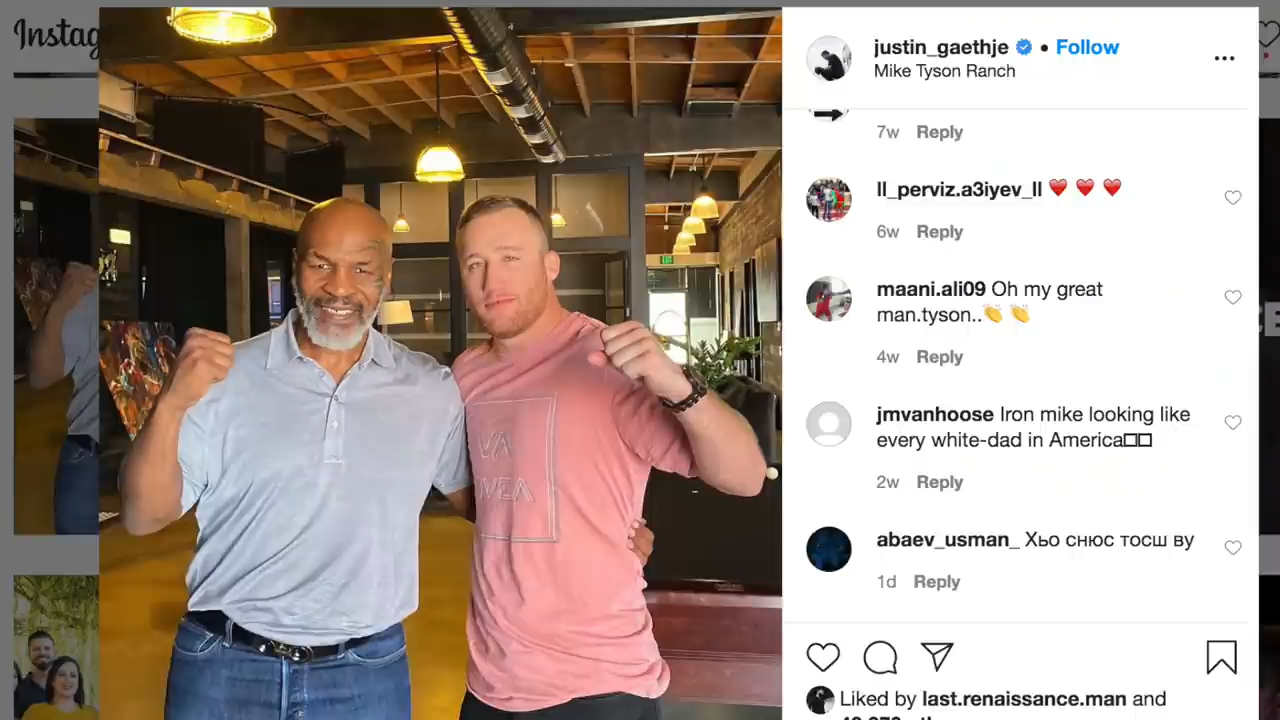 Instag
justin_gaethje • Follow
Mike Tyson Ranch
7w Reply
ll_perviz.a3iyev_ll ❤️ ❤️ ❤️
6w Reply
maani.ali09 Oh my great
man.tyson..👏 👏
4w Reply
jmvanhoose Iron mike looking like
every white-dad in America□□
2w Reply
abaev_usman_ Хьо снюс тосш ву
1d Reply
Liked by last.renaissance.man and